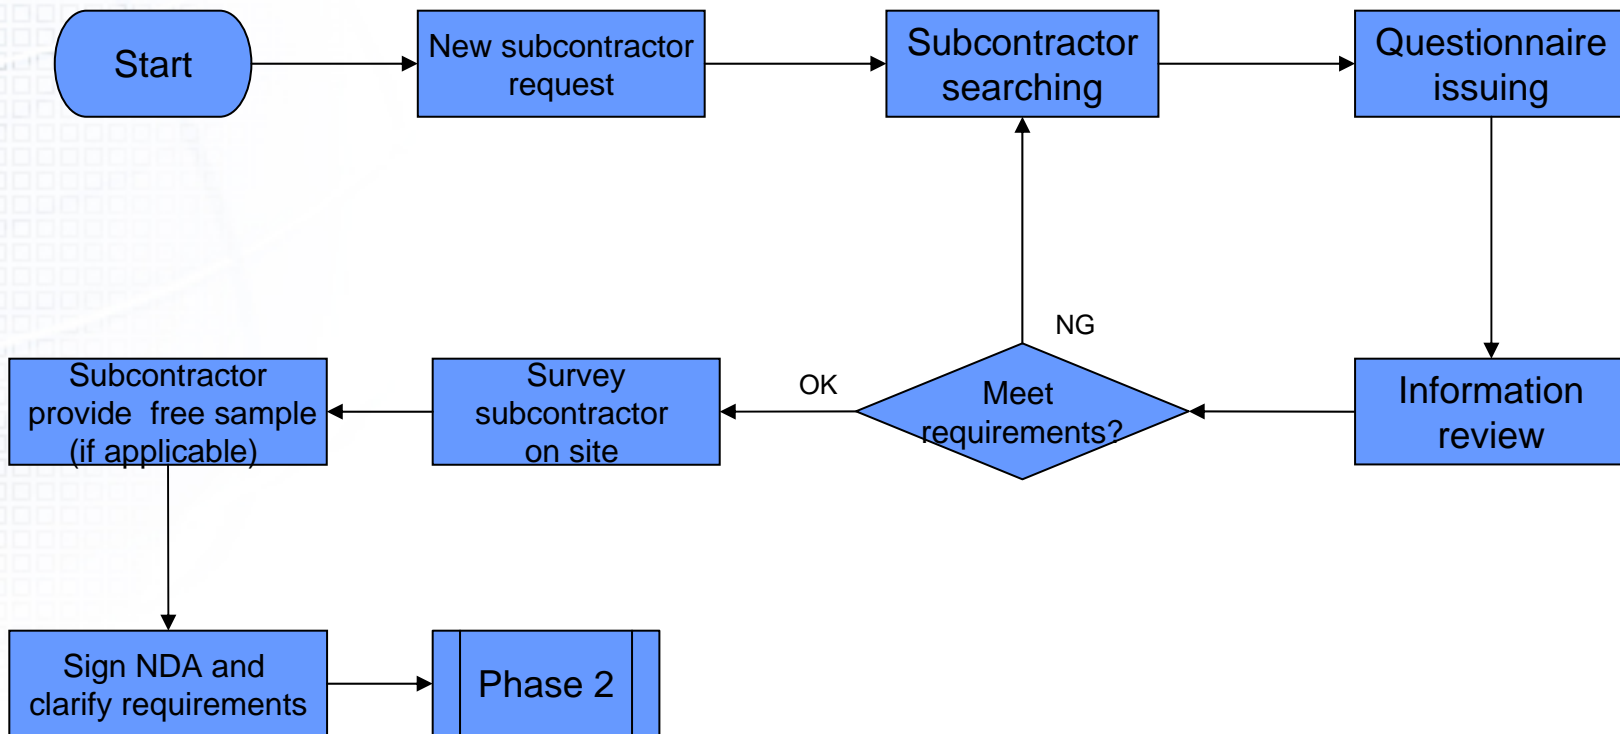 Start
New subcontractor
request
Subcontractor
searching
Questionnaire
issuing
NG
OK
Subcontractor
provide free sample
(if applicable)
Survey
subcontractor
on site
Meet
requirements?
Information
review
Sign NDA and
clarify requirements
Phase 2